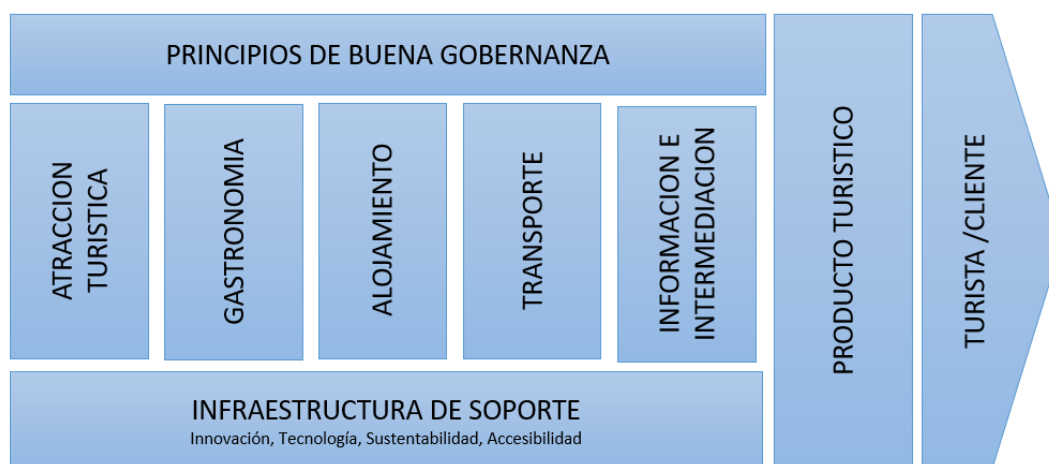 PRINCIPIOS DE BUENA GOBERNANZA
ATRACCION
TURISTICA
GASTRONOMIA
ALOJAMIENTO
TRANSPORTE
INFORMACION E
INTERMEDIACION
PRODUCTO TURISTICO
TURISTA /CLIENTE
INFRAESTRUCTURA DE SOPORTE
Innovación, Tecnología, Sustentabilidad, Accesibilidad